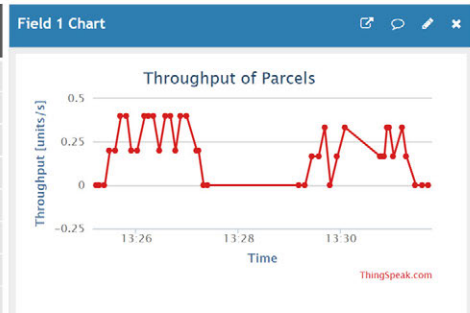 Field 1 Chart
Throughput of Parcels
Throughput [units/s]
0.5
0.25
0
-0.25
13:26 13:28 13:30
Time
ThingSpeak.com